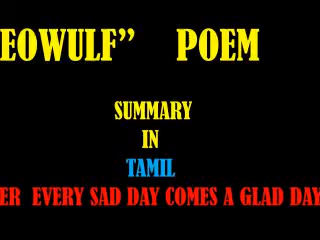 EOWULF” POEM
SUMMARY
IN
TAMIL
ER EVERY SAD DAY COMES A GLAD DAY